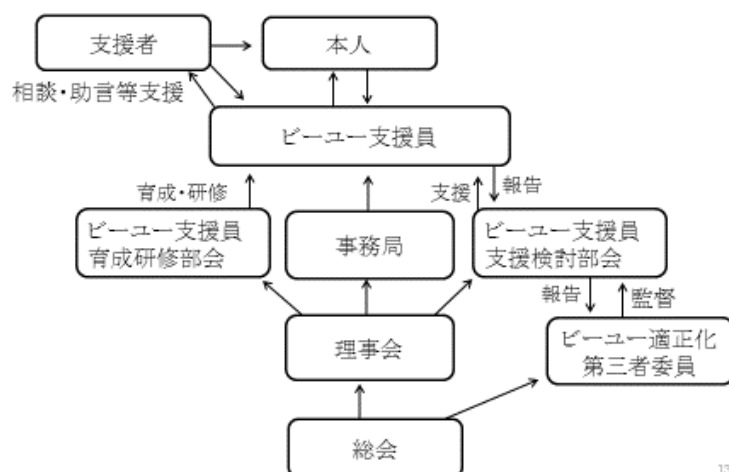 支援者
本人
相談・助言等支援
ビーユー支援員
育成・研修
支援
報告
ビーユー支援員
育成研修部会
事務局
ビーユー支援員
支援検討部会
報告
監督
理事会
ビーユー適正化
第三者委員
総会
13